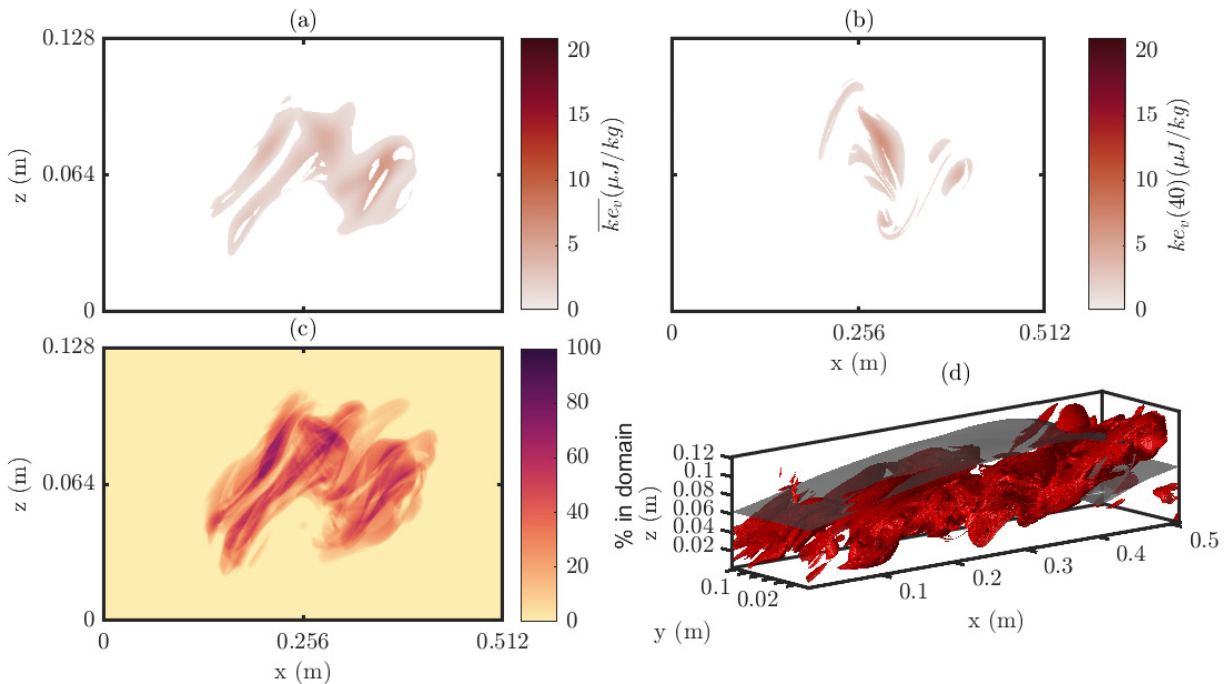 (a)
0.128
0.064
0
z (m)
20
15
10
5
0
$\overline{ke_v}(\mu J/kg)$
(b)
0
0.256
0.512
x (m)
20
15
10
5
0
$ke_v(40)(\mu J/kg)$
(c)
0.128
0.064
0
z (m)
0
0.256
0.512
x (m)
100
80
60
40
20
0
% in domain
(d)
0.12
0.1
0.08
0.06
0.04
0.02
z (m)
0.1
0.02
y (m)
0.1
0.2
0.3
0.4
0.5
x (m)